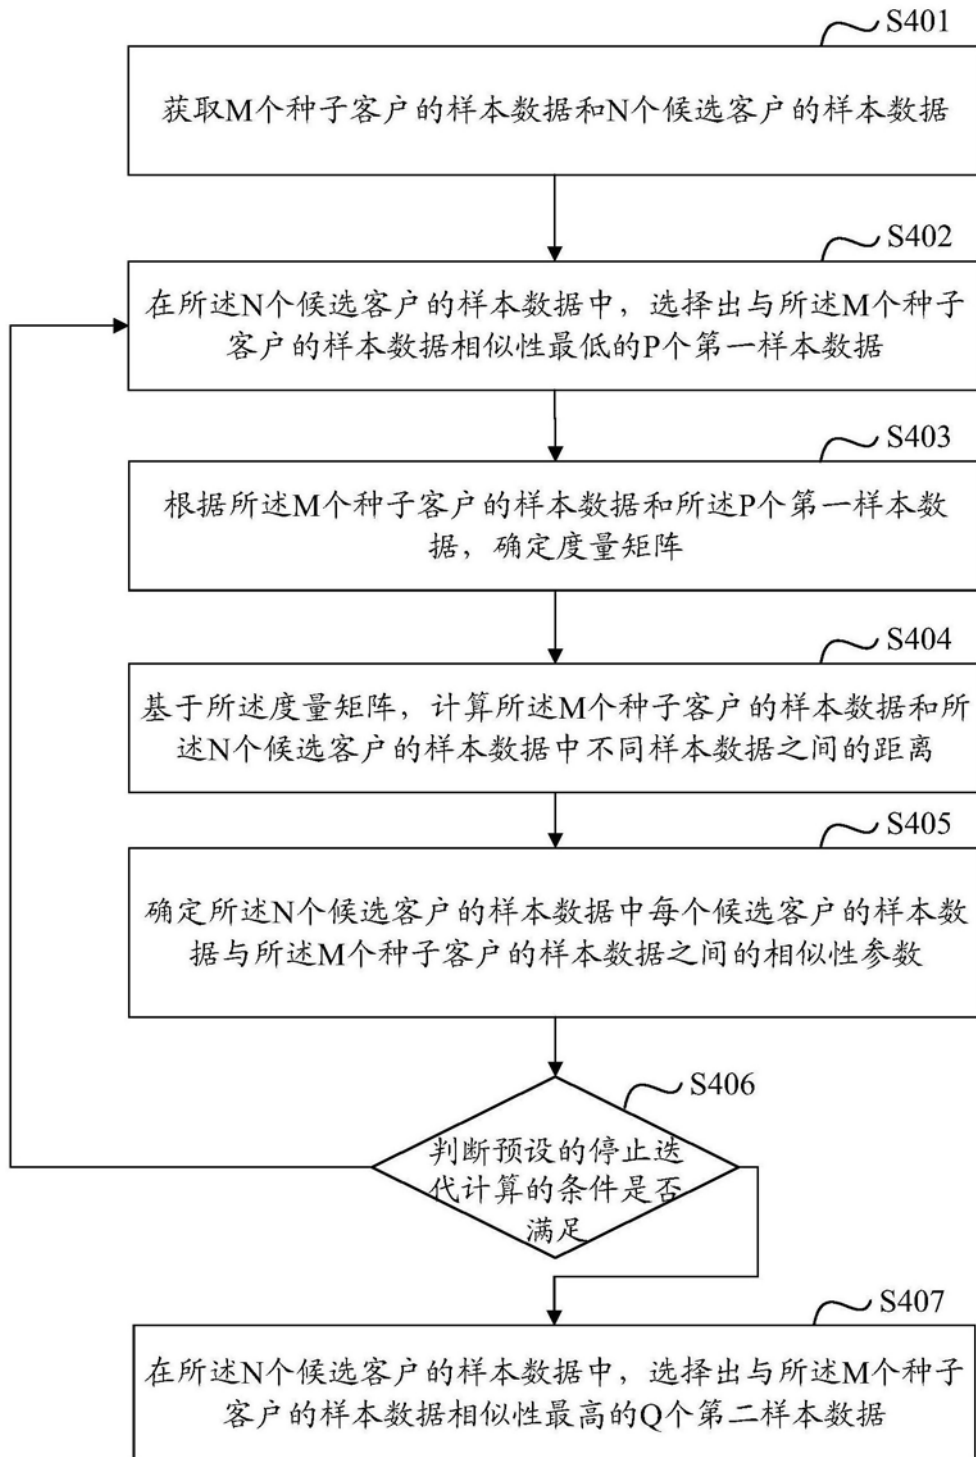 S401
获取M个种子客户的样本数据和N个候选客户的样本数据
S402
在所述N个候选客户的样本数据中，选择出与所述M个种子
客户的样本数据相似性最低的P个第一样本数据
S403
根据所述M个种子客户的样本数据和所述P个第一样本数
据，确定度量矩阵
S404
基于所述度量矩阵，计算所述M个种子客户的样本数据和所
述N个候选客户的样本数据中不同样本数据之间的距离
S405
确定所述N个候选客户的样本数据中每个候选客户的样本数
据与所述M个种子客户的样本数据之间的相似性参数
S406
判断预设的停止迭
代计算的条件是否
满足
S407
在所述N个候选客户的样本数据中，选择出与所述M个种子
客户的样本数据相似性最高的Q个第二样本数据